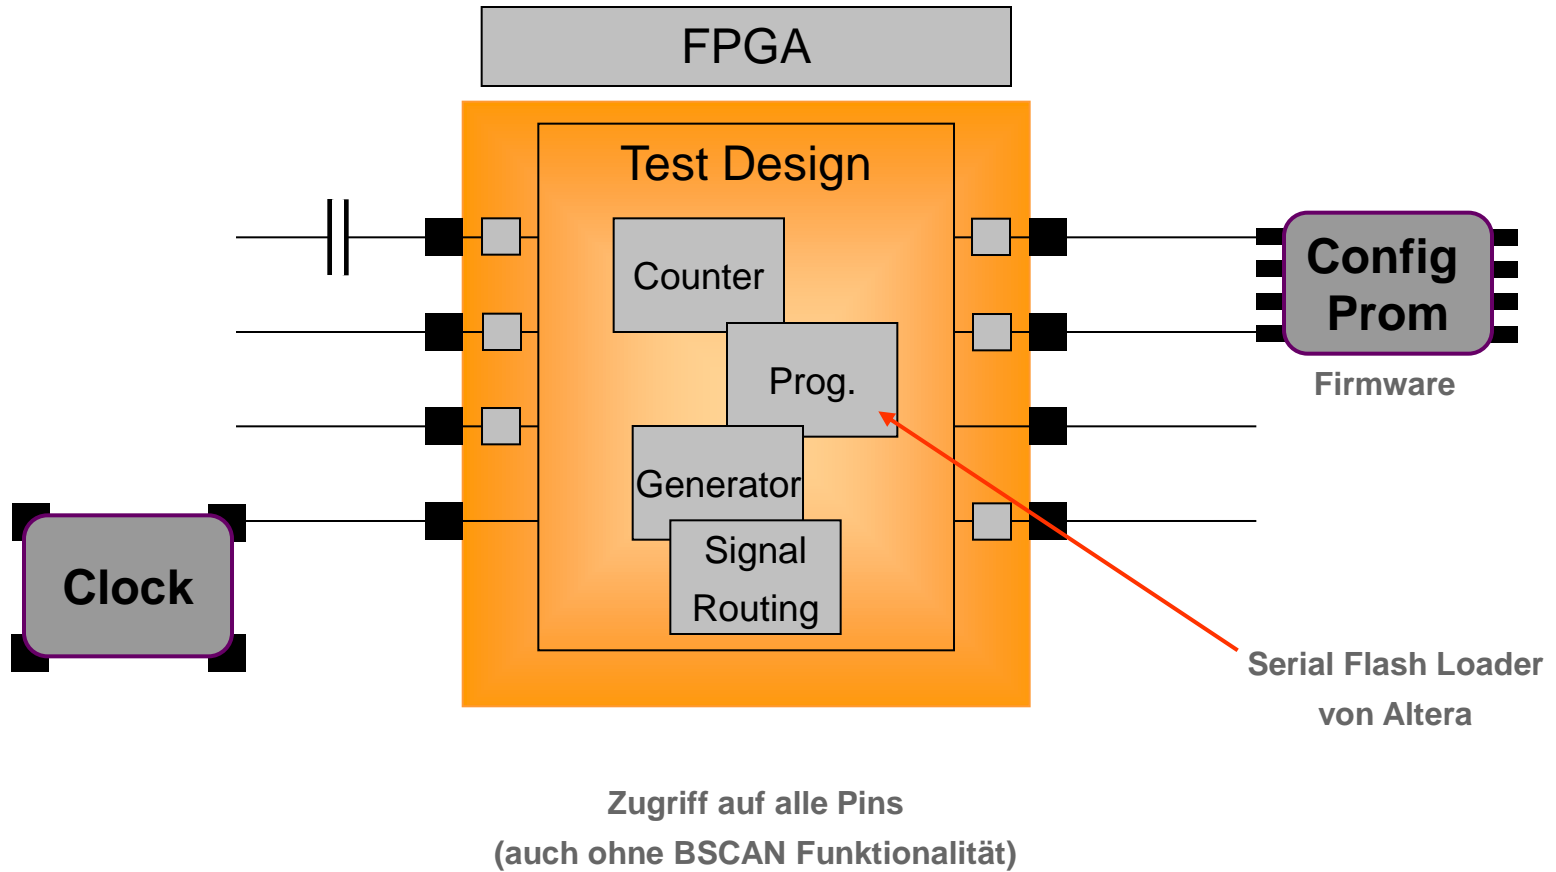 FPGA
Test Design
Counter
Prog.
Generator
Signal
Routing
Clock
Config
Prom
Firmware
Serial Flash Loader
von Altera
Zugriff auf alle Pins
(auch ohne BSCAN Funktionalität)